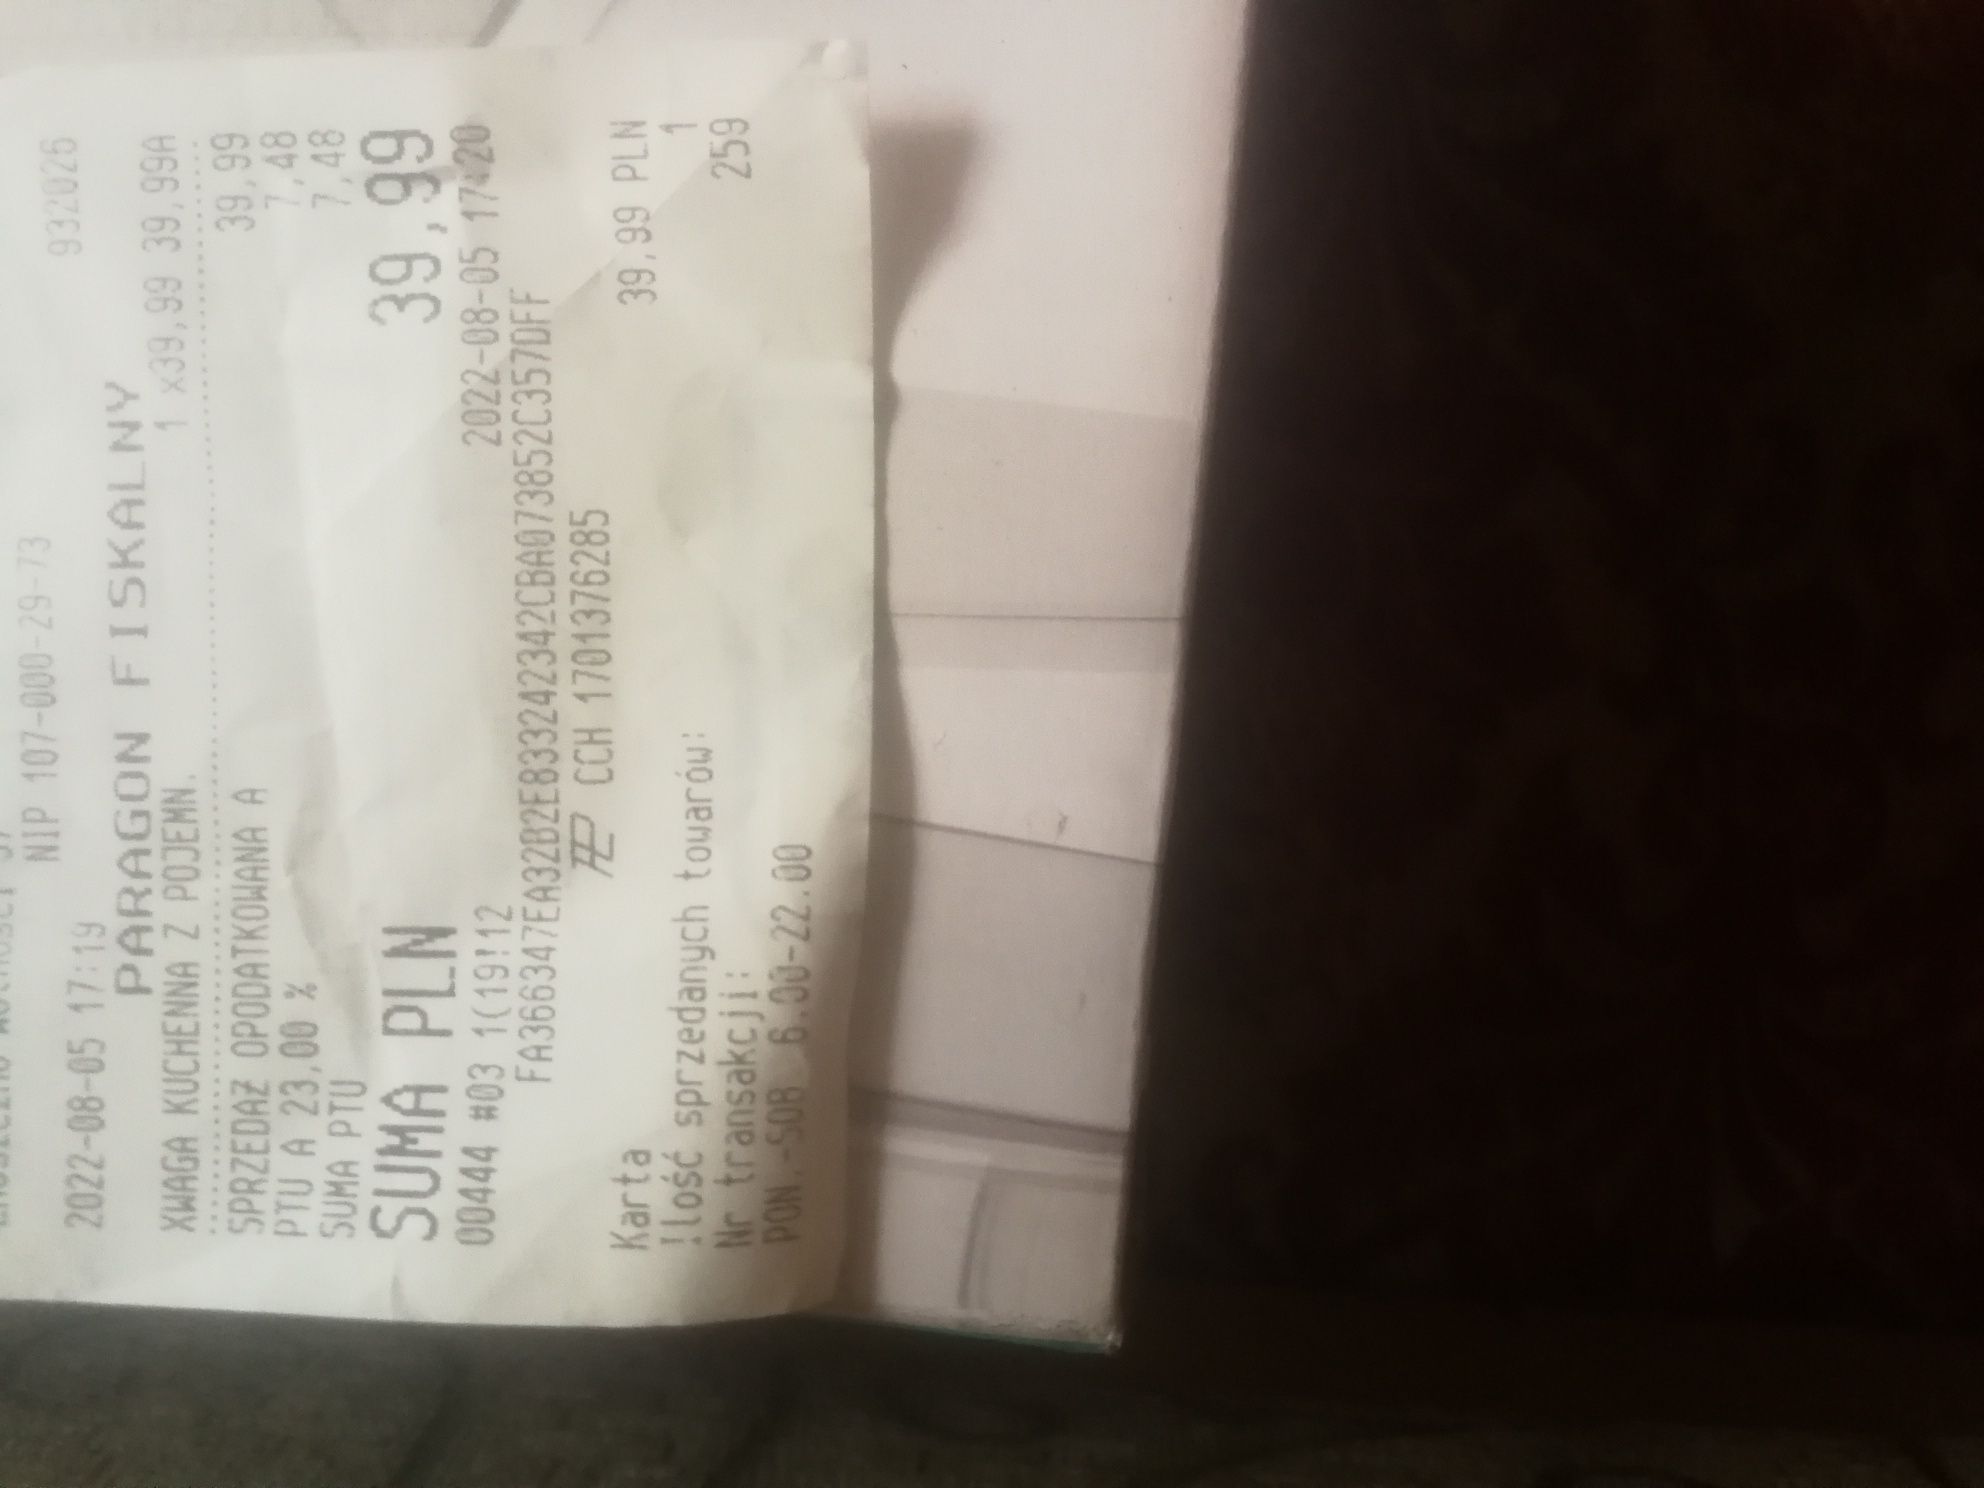 NIP 107-000-29-73
2022-08-05 17:19 932026
PARAGON FISKALNY
XWAGA KUCHENNA Z POJEMN. 1 x39,99 39,99A
SPRZEDAŻ OPODATKOWANA A 39,99
PTU A 23,00 % 7,48
SUMA PTU 7,48
SUMA PLN 39,99
00444 #03 1(19!12 2022-08-05 17:20
FA366347EA32B2E833242342CBA073852C357DFF
CCH 1701376285
Karta 39,99 PLN
Ilość sprzedanych towarów: 1
Nr transakcji: 259
PON.-SOB 6.00-22.00